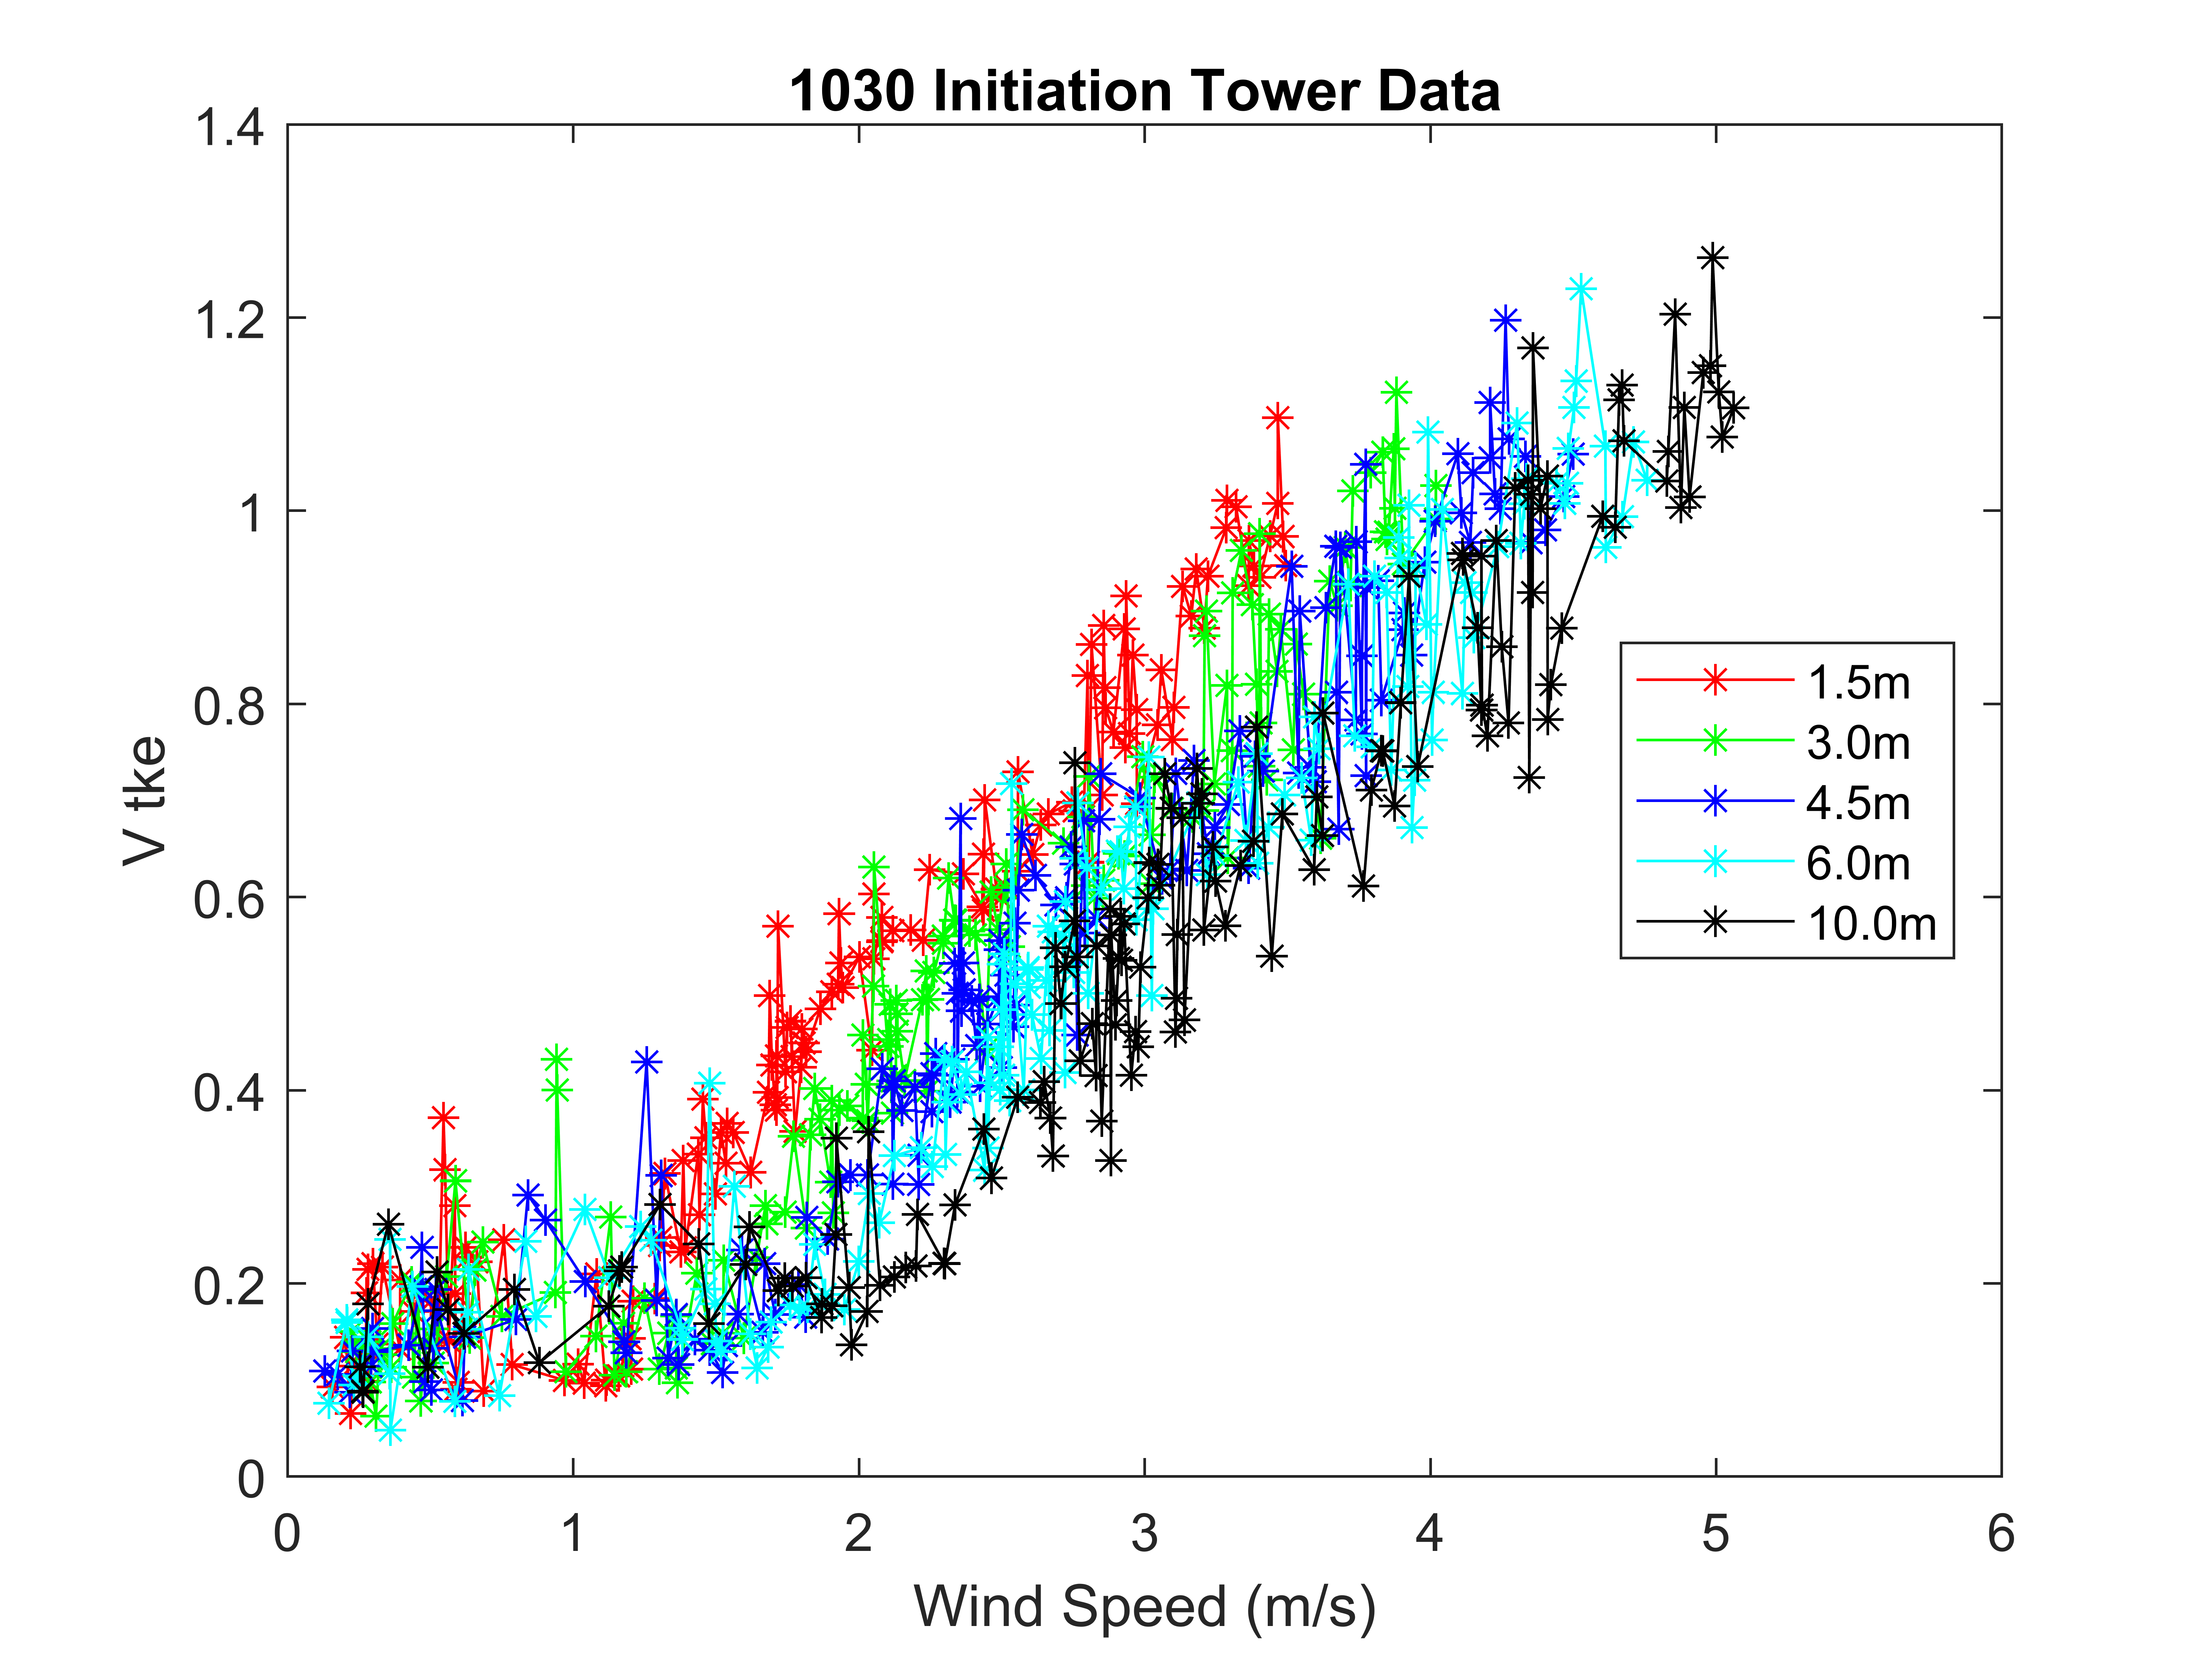 1030 Initiation Tower Data
1.4
1.2
1
0.8
0.6
0.4
0.2
0
V tke
1.5m
3.0m
4.5m
6.0m
10.0m
0 1 2 3 4 5 6
Wind Speed (m/s)